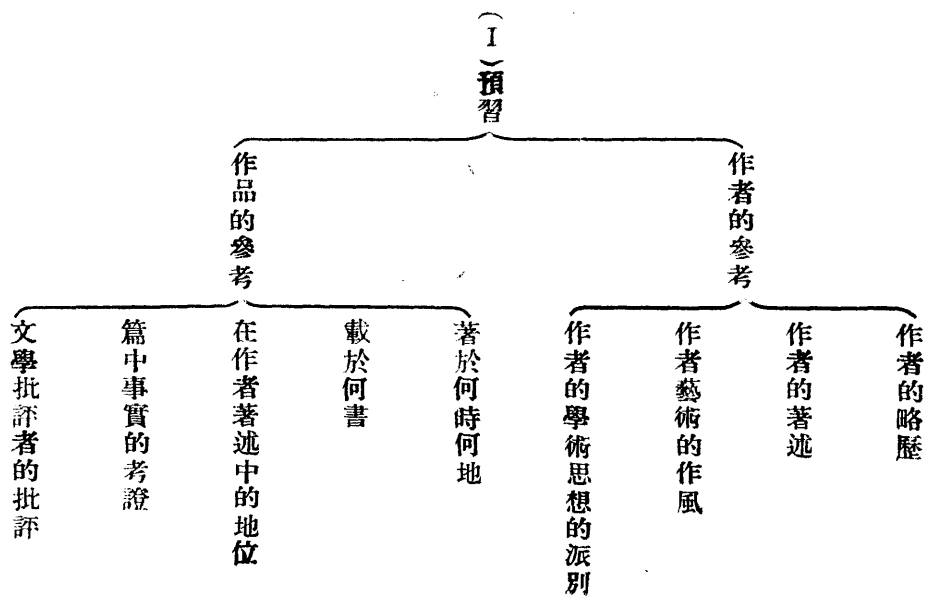 （I）預習
作者的參考
作者的略歷
作者的著述
作者藝術的作風
作者的學術思想的派別
作品的參考
著於何時何地
載於何書
在作者著述中的地位
篇中事實的考證
文學批評者的批評